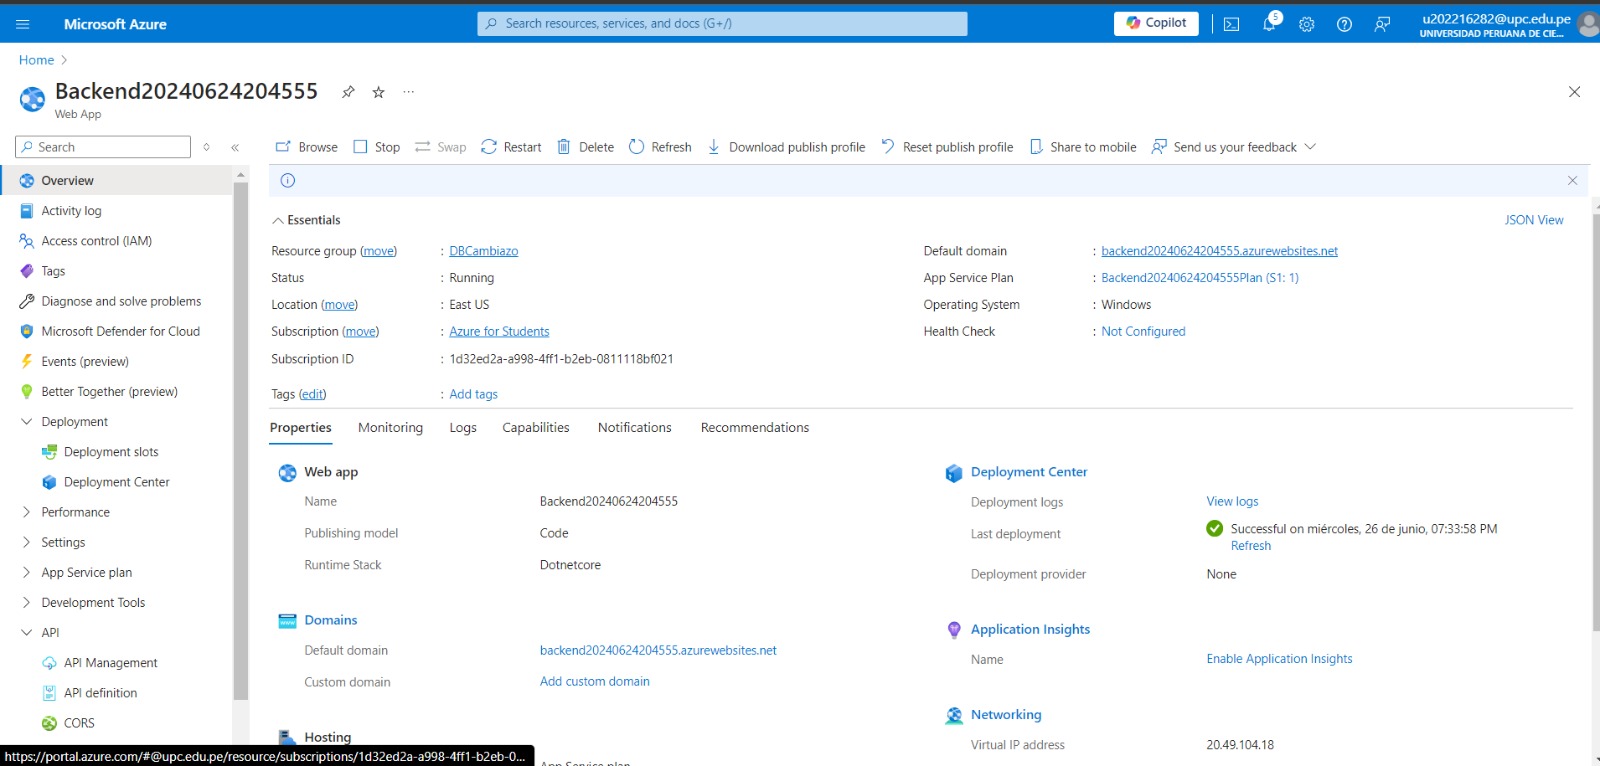 Microsoft Azure
Search resources, services, and docs (G+/)
Copilot
5
u202216282@upc.edu.pe
UNIVERSIDAD PERUANA DE CIE...
Home
Backend20240624204555
Web App
Search
Browse
Stop
Swap
Restart
Delete
Refresh
Download publish profile
Reset publish profile
Share to mobile
Send us your feedback
Overview
Activity log
Access control (IAM)
Tags
Diagnose and solve problems
Microsoft Defender for Cloud
Events (preview)
Better Together (preview)
Deployment
Deployment slots
Deployment Center
Performance
Settings
App Service plan
Development Tools
API
API Management
API definition
CORS
https://portal.azure.com/#@upc.edu.pe/resource/subscriptions/1d32ed2a-a998-4ff1-b2eb-0...
Essentials
JSON View
Resource group (move) : DBCambiazo
Status : Running
Location (move) : East US
Subscription (move) : Azure for Students
Subscription ID : 1d32ed2a-a998-4ff1-b2eb-0811118bf021
Tags (edit) : Add tags
Default domain : backend20240624204555.azurewebsites.net
App Service Plan : Backend20240624204555Plan (S1: 1)
Operating System : Windows
Health Check : Not Configured
Properties
Monitoring
Logs
Capabilities
Notifications
Recommendations
Web app
Name Backend20240624204555
Publishing model Code
Runtime Stack Dotnetcore
Domains
Default domain backend20240624204555.azurewebsites.net
Custom domain Add custom domain
Hosting
App Service plan
Deployment Center
Deployment logs View logs
Last deployment Successful on miércoles, 26 de junio, 07:33:58 PM
Refresh
Deployment provider None
Application Insights
Name Enable Application Insights
Networking
Virtual IP address 20.49.104.18